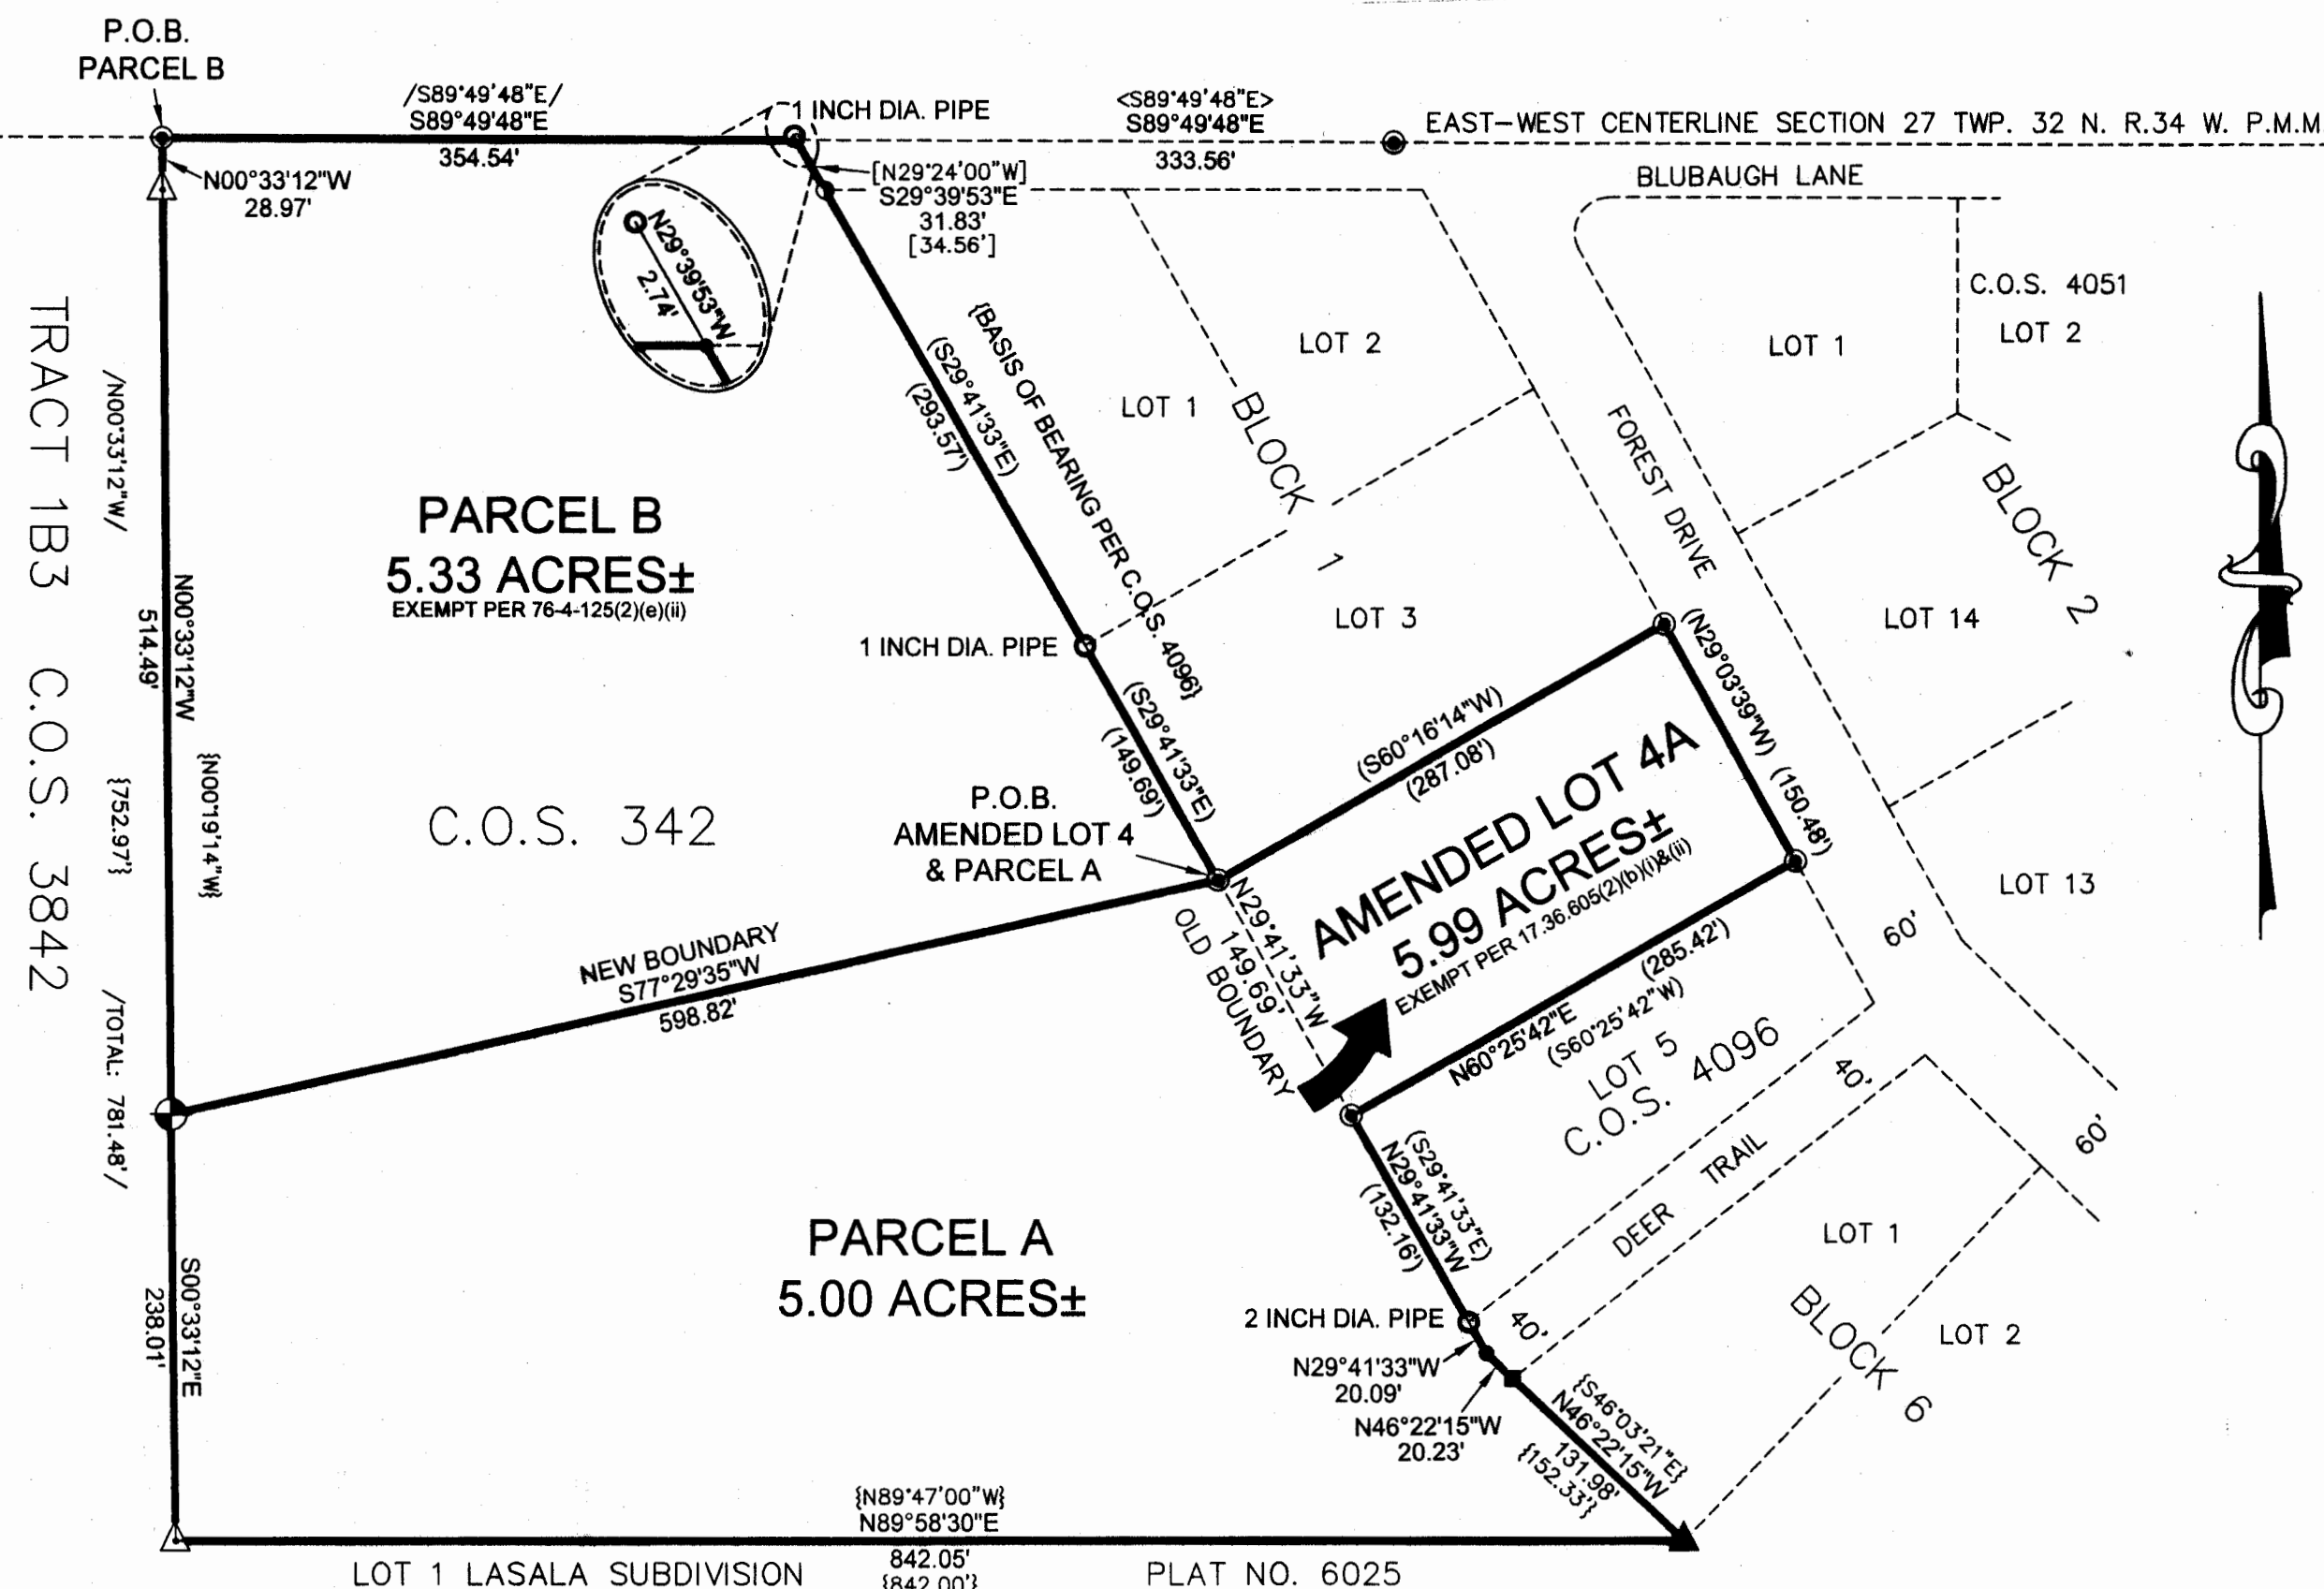 P.O.B.
PARCEL B
/S89°49'48"E/
S89°49'48"E
354.54'
1 INCH DIA. PIPE
<S89°49'48"E>
S89°49'48"E
333.56'
EAST-WEST CENTERLINE SECTION 27 TWP. 32 N. R.34 W. P.M.M
N00°33'12"W
28.97'
[N29°24'00"W]
S29°39'53"E
31.83'
[34.56']
BLUBAUGH LANE
N29°39'53"W
2.74'
C.O.S. 4051
LOT 2
LOT 1
LOT 2
LOT 1
BLOCK
1
{BASIS OF BEARING PER C.O.S. 4096}
(S29°41'33"E)
(293.57')
FOREST DRIVE
BLOCK 2
TRACT 1B3 C.O.S. 3842
/N00°33'12"W/
N00°33'12"W
514.49'
{N00°19'14"W}
{752.97'}
/TOTAL: 781.48'/
PARCEL B
5.33 ACRES±
EXEMPT PER 76-4-125(2)(e)(ii)
1 INCH DIA. PIPE
LOT 3
LOT 14
(S29°41'33"E)
(149.69')
(S60°16'14"W)
(287.08')
(N29°03'39"W) (150.48')
C.O.S. 342
P.O.B.
AMENDED LOT 4
& PARCEL A
AMENDED LOT 4A
5.99 ACRES±
EXEMPT PER 17.36.605(2)(b)(i)&(ii)
LOT 13
60'
NEW BOUNDARY
S77°29'35"W
598.82'
N29°41'33"W
149.69'
OLD BOUNDARY
(285.42')
N60°25'42"E
(S60°25'42"W)
LOT 5
C.O.S. 4096
40'
60'
DEER TRAIL
(S29°41'33"E)
N29°41'33"W
(132.16')
PARCEL A
5.00 ACRES±
S00°33'12"E
238.01'
2 INCH DIA. PIPE
40'
N29°41'33"W
20.09'
N46°22'15"W
20.23'
LOT 1
LOT 2
BLOCK 6
{S46°03'21"E}
N46°22'15"W
131.98'
{152.33'}
{N89°47'00"W}
N89°58'30"E
842.05'
{842.00'}
LOT 1 LASALA SUBDIVISION
PLAT NO. 6025